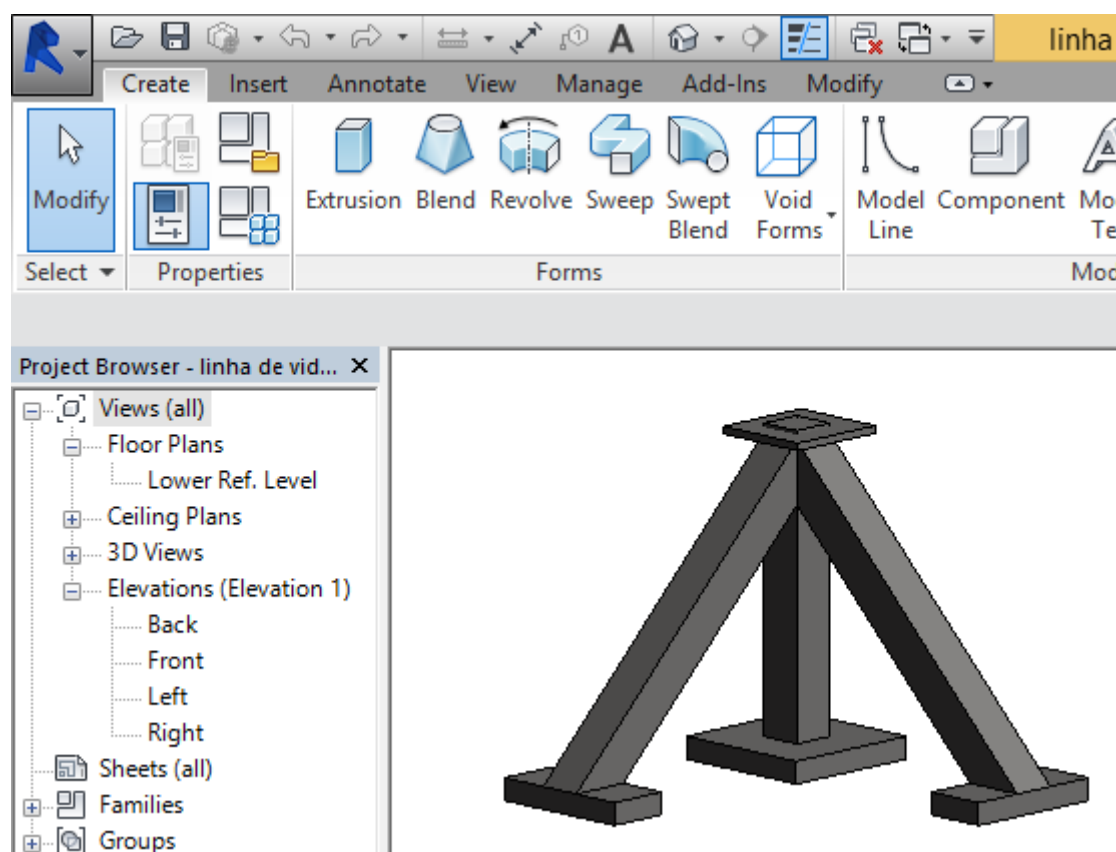 linha
Create Insert Annotate View Manage Add-Ins Modify
Modify
Extrusion Blend Revolve Sweep Swept Blend Void Forms Model Line Component
Select Properties Forms
Project Browser - linha de vid...
Views (all)
Floor Plans
Lower Ref. Level
Ceiling Plans
3D Views
Elevations (Elevation 1)
Back
Front
Left
Right
Sheets (all)
Families
Groups